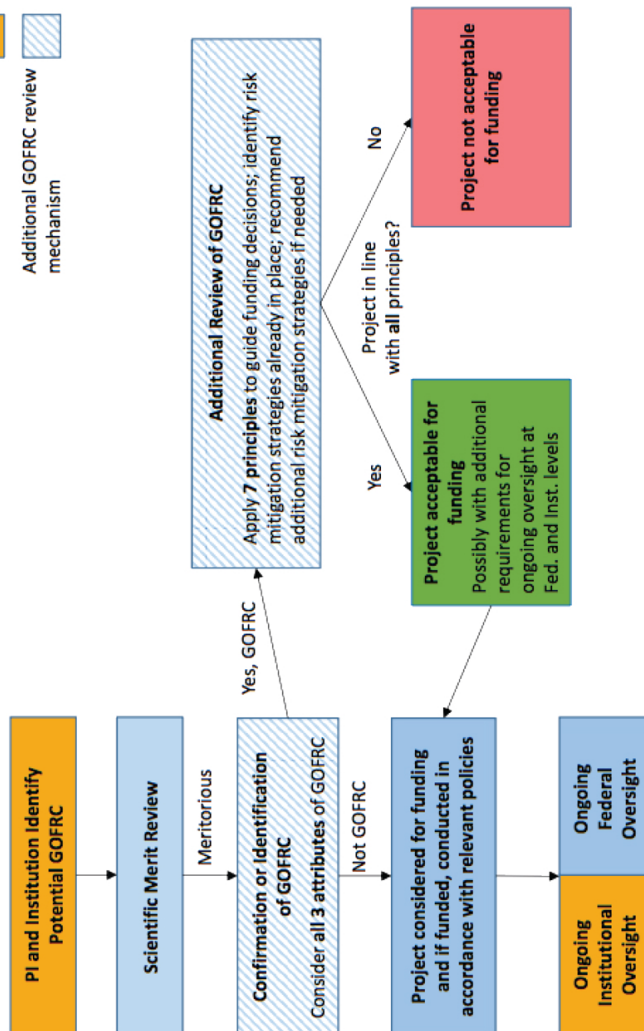 PI and Institution Identify
Potential GOFRC
Scientific Merit Review
Meritorious
Confirmation or Identification
of GOFRC
Consider all 3 attributes of GOFRC
Yes, GOFRC
Not GOFRC
Project considered for funding
and if funded, conducted in
accordance with relevant policies
Ongoing
Institutional
Oversight
Ongoing
Federal
Oversight
Additional GOFRC review
mechanism
Additional Review of GOFRC
Apply 7 principles to guide funding decisions; identify risk
mitigation strategies already in place; recommend
additional risk mitigation strategies if needed
Yes
Project in line
with all principles?
No
Project acceptable for
funding
Possibly with additional
requirements for
ongoing oversight at
Fed. and Inst. levels
Project not acceptable
for funding